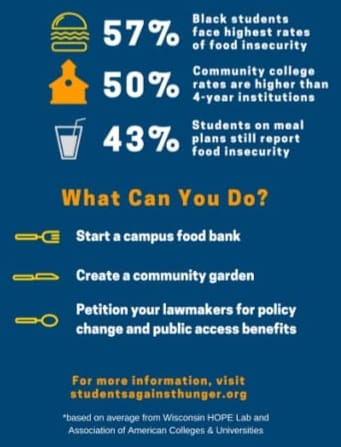 57%
Black students
face highest rates
of food insecurity
50%
Community college
rates are higher than
4-year institutions
43%
Students on meal
plans still report
food insecurity
What Can You Do?
Start a campus food bank
Create a community garden
Petition your lawmakers for policy
change and public access benefits
For more information, visit
studentsagainsthunger.org
*based on average from Wisconsin HOPE Lab and
Association of American Colleges & Universities